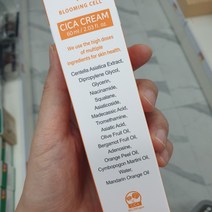 BLOOMING CELL
CICA CREAM
60ml / 2.03 fl. oz.
We use the high doses
of multiple
ingredients for skin health
Centella Asiatica Extract,
Dipropylene Glycol,
Glycerin,
Niacinamide,
Squalane,
Asiaticoside,
Madecassic Acid,
Tromethamine,
Asiatic Acid,
Olive Fruit Oil,
Bergamot Fruit Oil,
Adenosine,
Orange Peel Oil,
Cymbopogon Martini Oil,
Water,
Mandarin Orange Oil